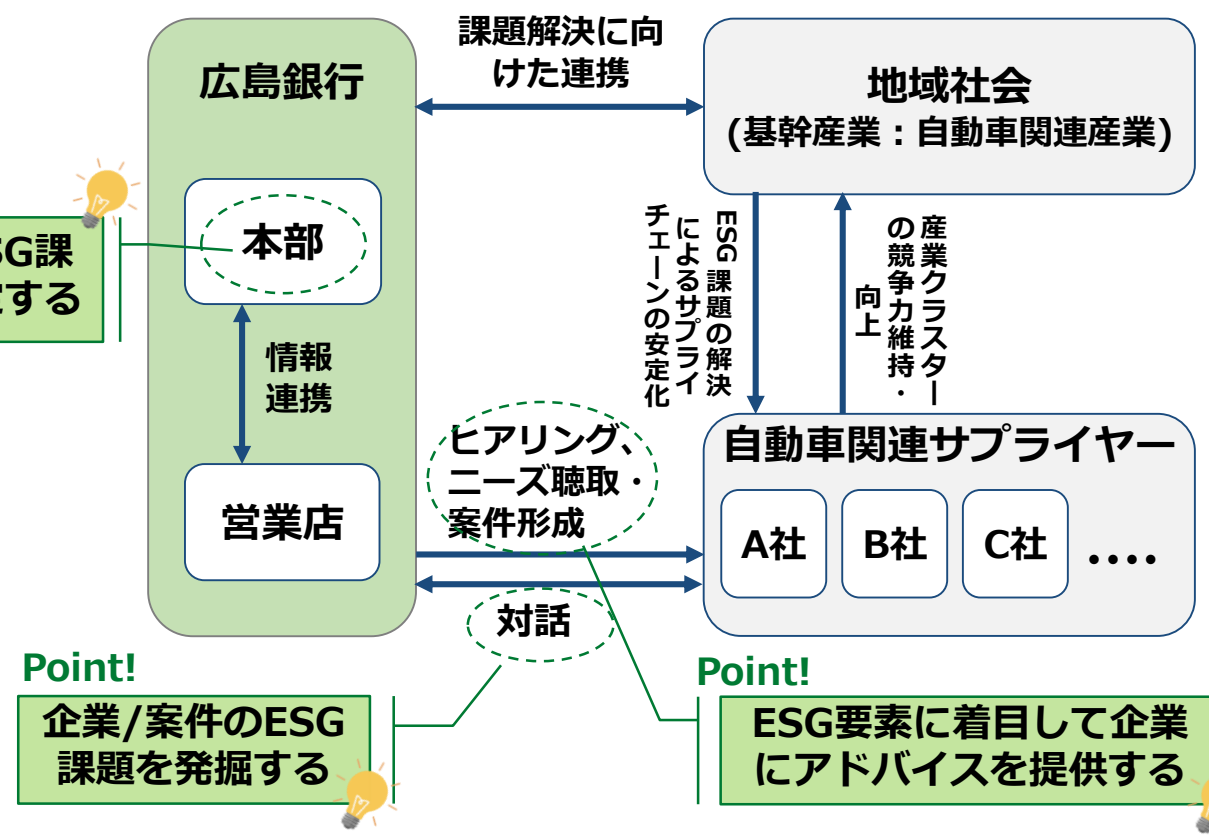 課題解決に向
けた連携
広島銀行
地域社会
(基幹産業：自動車関連産業)
本部
SG課
する
情報
連携
ESG 課題の解決
によるサプライ
チェーンの安定化
産業クラスター
の競争力維持・
向上
ヒアリング、
ニーズ聴取・
案件形成
自動車関連サプライヤー
営業店
A社
B社
C社
....
対話
Point!
企業/案件のESG
課題を発掘する
Point!
ESG要素に着目して企業
にアドバイスを提供する